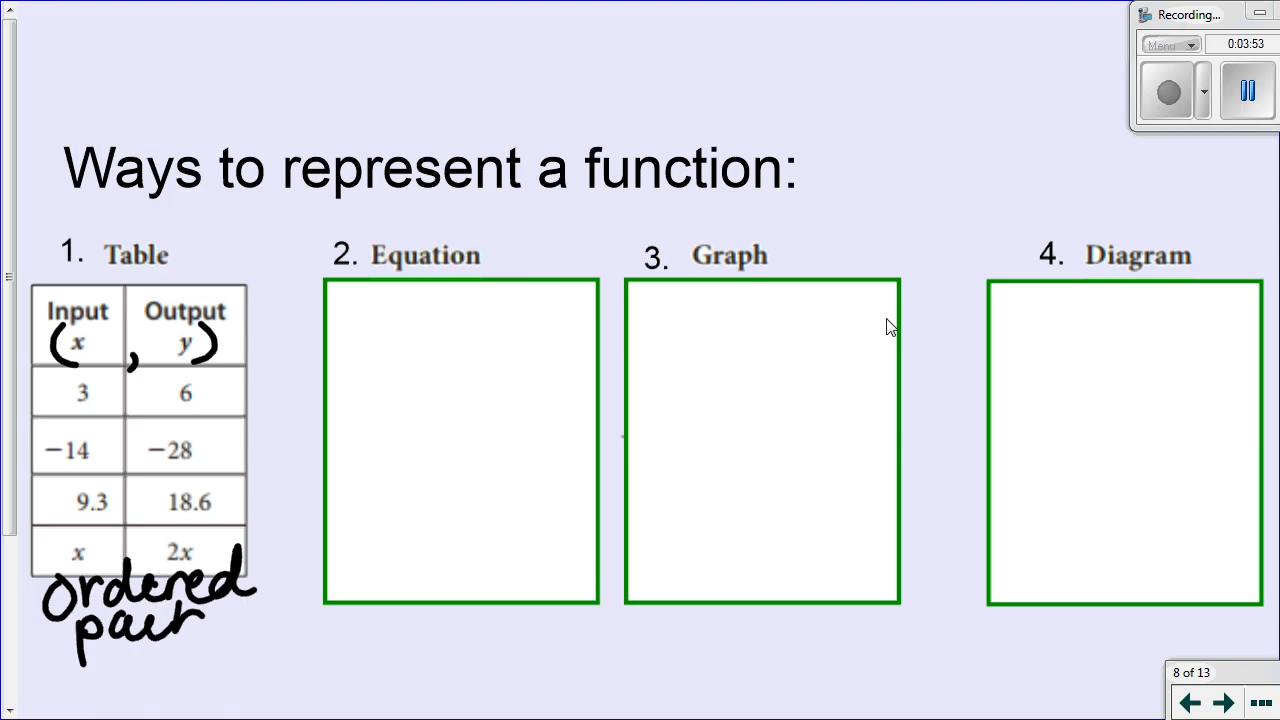 Recording...
Menu
0:03:53
Ways to represent a function:
1. Table
Input Output
(x , y)
3 6
−14 −28
9.3 18.6
x 2x
ordered
pair
2. Equation
3. Graph
4. Diagram
8 of 13